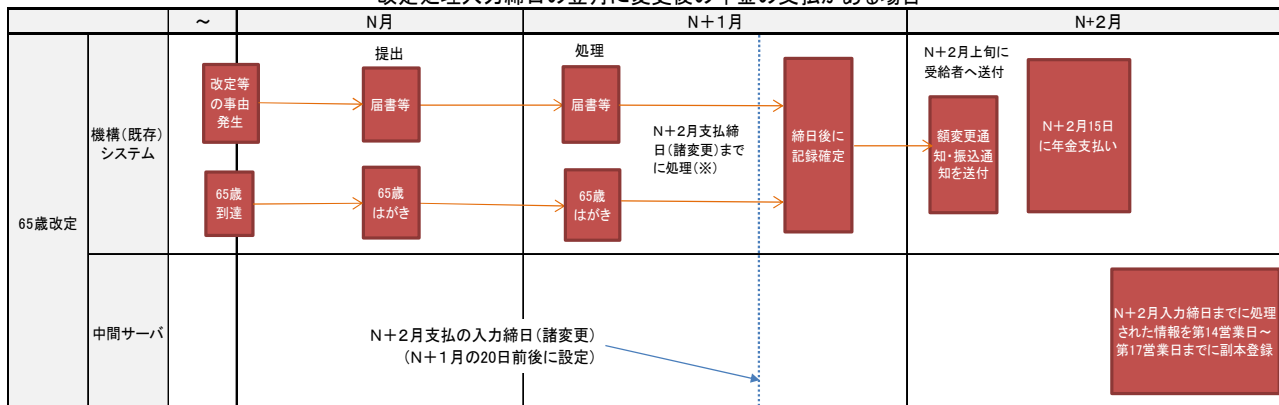 改定処理入力締日の翌月に変更後の年金の支払がある場合
～
N月
N＋1月
N+2月
65歳改定
機構（既存）
システム
改定等
の事由
発生
提出
届書等
処理
届書等
N＋2月支払締
日（諸変更）まで
に処理（※）
締日後に
記録確定
N＋2月上旬に
受給者へ送付
額変更通
知・振込通
知を送付
N＋2月15日
に年金支払い
65歳
到達
65歳
はがき
65歳
はがき
中間サーバ
N＋2月支払の入力締日（諸変更）
（N＋1月の20日前後に設定）
N＋2月入力締日までに処理
された情報を第14営業日～
第17営業日までに副本登録